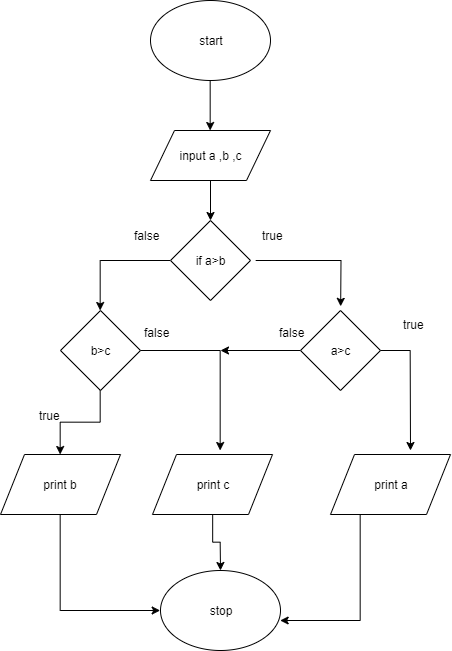 start
input a ,b ,c
false
true
if a>b
false
false
true
b>c
a>c
true
print b
print c
print a
stop